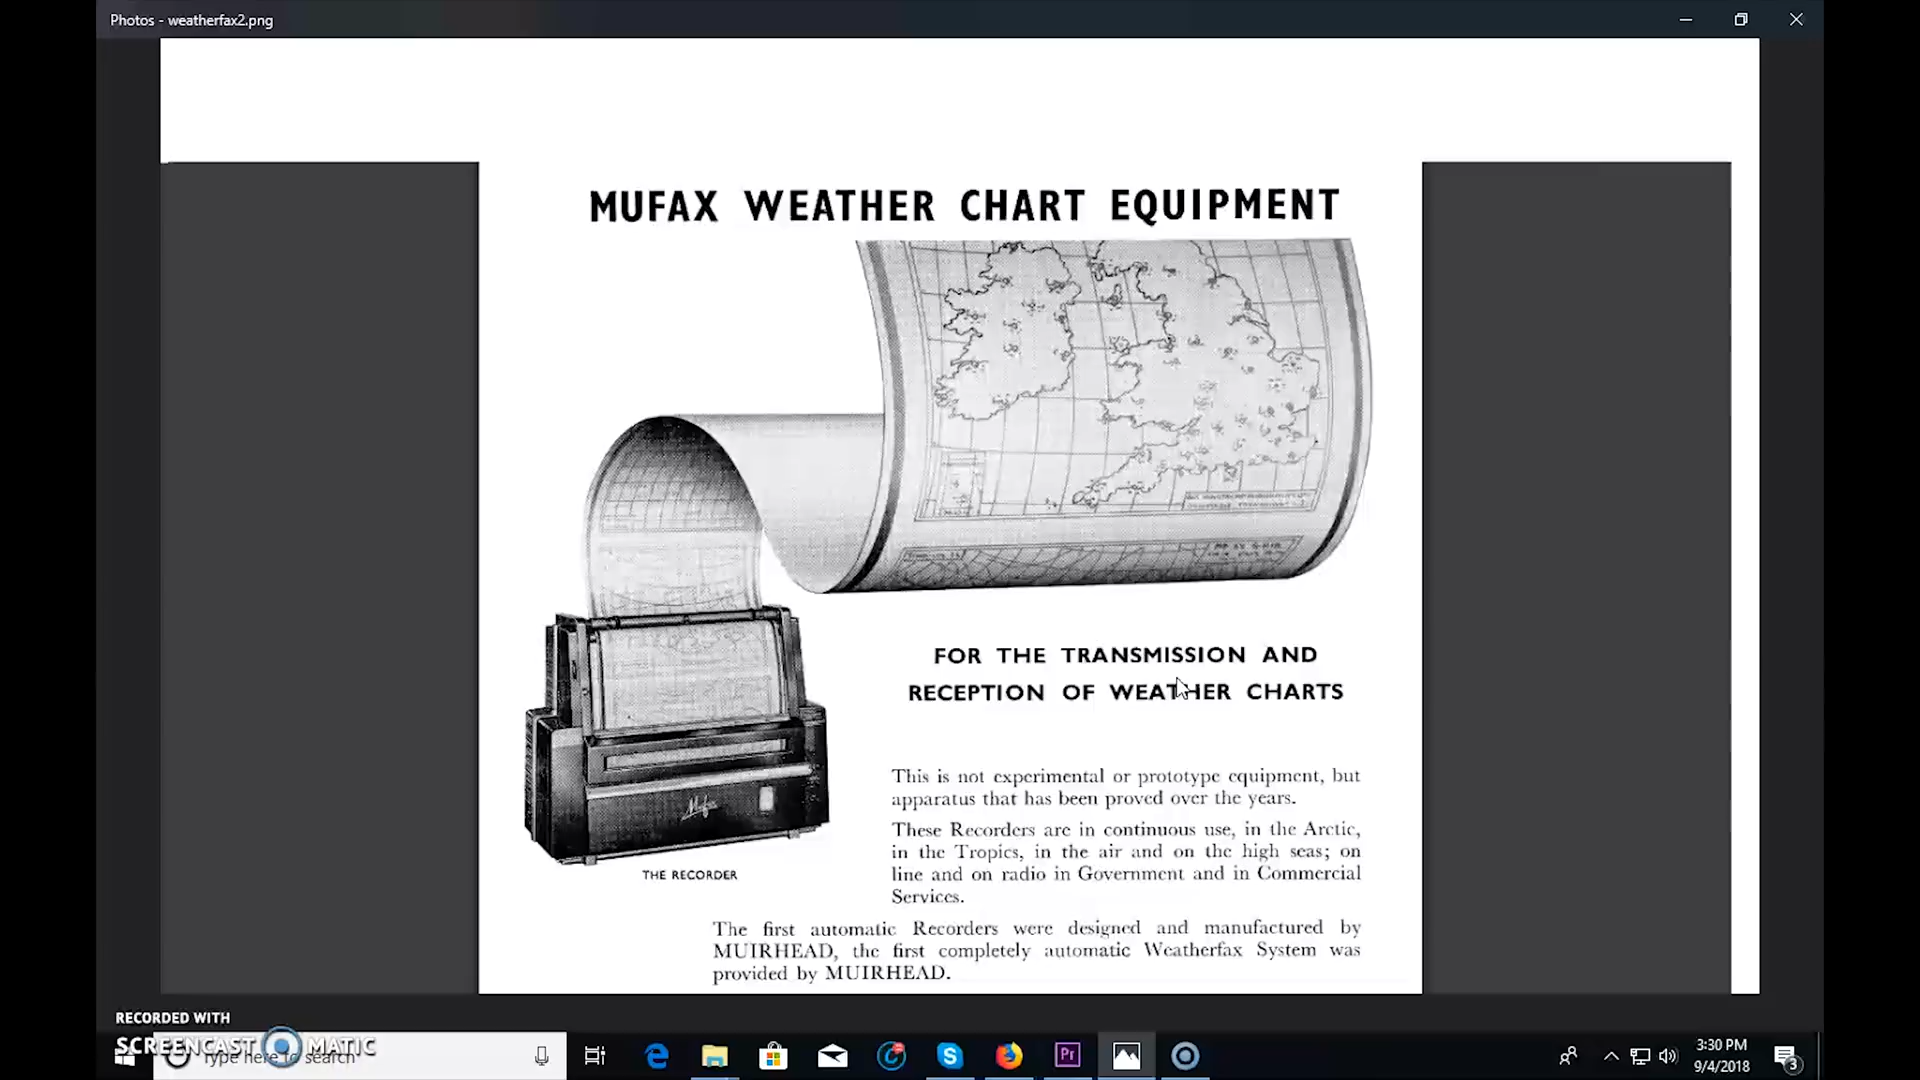 Photos - weatherfax2.png
MUFAX WEATHER CHART EQUIPMENT
FOR THE TRANSMISSION AND
RECEPTION OF WEATHER CHARTS
Mufax
This is not experimental or prototype equipment, but
apparatus that has been proved over the years.
These Recorders are in continuous use, in the Arctic,
in the Tropics, in the air and on the high seas; on
line and on radio in Government and in Commercial
Services.
THE RECORDER
The first automatic Recorders were designed and manufactured by
MUIRHEAD, the first completely automatic Weatherfax System was
provided by MUIRHEAD.
RECORDED WITH
SCREENCAST MATIC
Type here to search
Pr
3:30 PM
9/4/2018
3